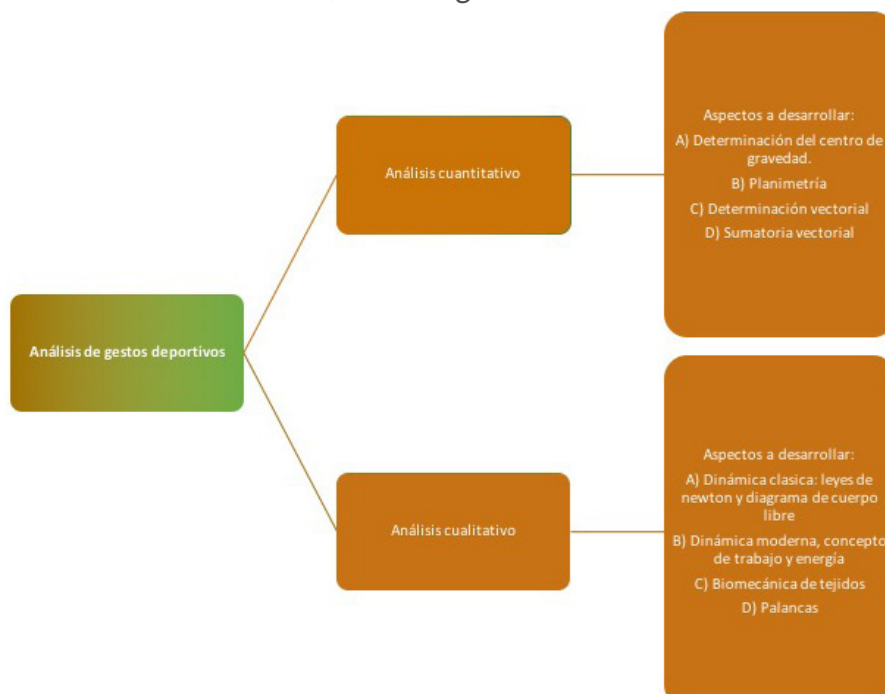 Análisis de gestos deportivos
Análisis cuantitativo
Aspectos a desarrollar:
A) Determinación del centro de
gravedad.
B) Planimetría
C) Determinación vectorial
D) Sumatoria vectorial
Análisis cualitativo
Aspectos a desarrollar:
A) Dinámica clasica: leyes de
newton y diagrama de cuerpo
libre
B) Dinámica moderna, concepto
de trabajo y energía
C) Biomecánica de tejidos
D) Palancas